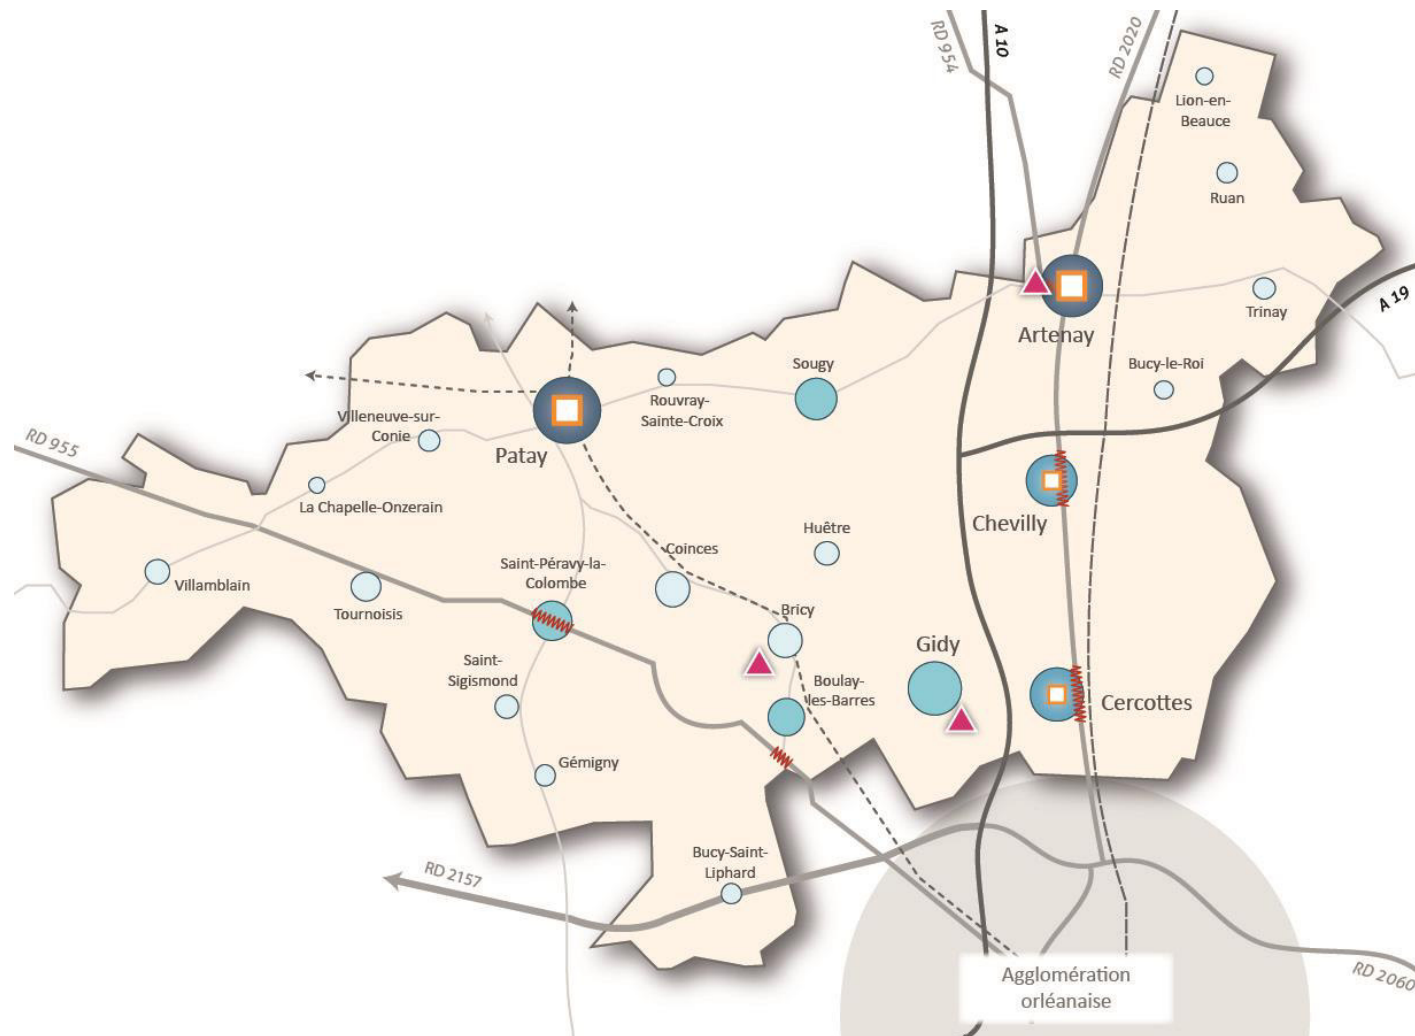 RD 954
A 10
RD 2020
Lion-en-
Beauce
Ruan
A 19
Trinay
Artenay
Bucy-le-Roi
Sougy
Rouvray-
Sainte-Croix
Villeneuve-sur-
Conie
Patay
RD 955
La Chapelle-Onzerain
Chevilly
Huêtre
Coinces
Saint-Péravy-la-
Colombe
Villamblain
Tournoisis
Bricy
Gidy
Saint-
Sigismond
Boulay-
les-Barres
Cercottes
Gémigny
Bucy-Saint-
Liphard
RD 2157
Agglomération
orléanaise
RD 2060